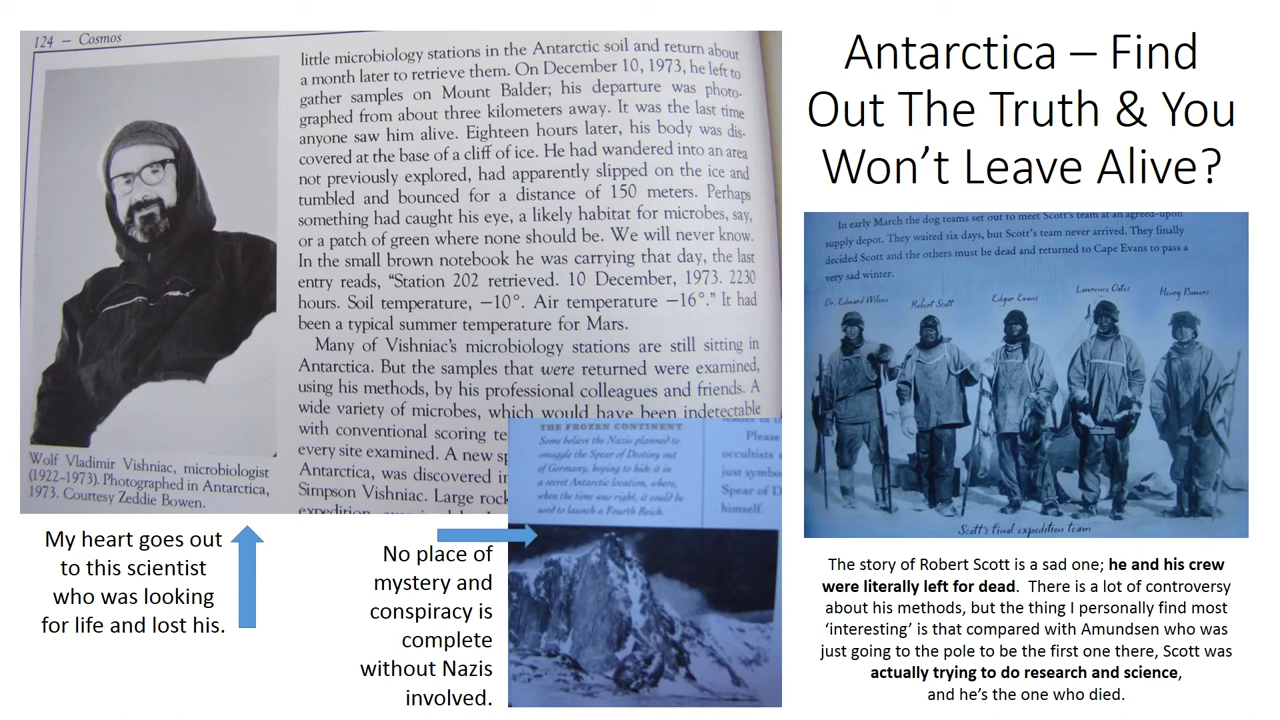 124 – Cosmos
little microbiology stations in the Antarctic soil and return about
a month later to retrieve them. On December 10, 1973, he left to
gather samples on Mount Balder; his departure was photo-
graphed from about three kilometers away. It was the last time
anyone saw him alive. Eighteen hours later, his body was dis-
covered at the base of a cliff of ice. He had wandered into an area
not previously explored, had apparently slipped on the ice and
tumbled and bounced for a distance of 150 meters. Perhaps
something had caught his eye, a likely habitat for microbes, say,
or a patch of green where none should be. We will never know.
In the small brown notebook he was carrying that day, the last
entry reads, “Station 202 retrieved. 10 December, 1973. 2230
hours. Soil temperature, −10°. Air temperature −16°.” It had
been a typical summer temperature for Mars.
Many of Vishniac's microbiology stations are still sitting in
Antarctica. But the samples that were returned were examined,
using his methods, by his professional colleagues and friends. A
wide variety of microbes, which would have been indetectable
with conventional scoring te
every site examined. A new sp
Antarctica, was discovered in
Simpson Vishniac. Large rock
Wolf Vladimir Vishniac, microbiologist
(1922–1973). Photographed in Antarctica,
1973. Courtesy Zeddie Bowen.
My heart goes out
to this scientist
who was looking
for life and lost his.
THE FROZEN CONTINENT
Some believe the Nazis planned to
smuggle the Spear of Destiny out
of Germany, hoping to hide it in
a secret Antarctic location, where,
when the time was right, it could be
used to launch a Fourth Reich.
Please
occultists
just symbo
Spear of D
himself.
No place of
mystery and
conspiracy is
complete
without Nazis
involved.
Antarctica – Find
Out The Truth & You
Won’t Leave Alive?
In early March the dog teams set out to meet Scott's team at an agreed-upon
supply depot. They waited six days, but Scott's team never arrived. They finally
decided Scott and the others must be dead and returned to Cape Evans to pass a
very sad winter.
Dr. Edward Wilson
Robert Scott
Edgar Evans
Lawrence Oates
Henry Bowers
Scott's final expedition team
The story of Robert Scott is a sad one; he and his crew
were literally left for dead. There is a lot of controversy
about his methods, but the thing I personally find most
‘interesting’ is that compared with Amundsen who was
just going to the pole to be the first one there, Scott was
actually trying to do research and science,
and he’s the one who died.